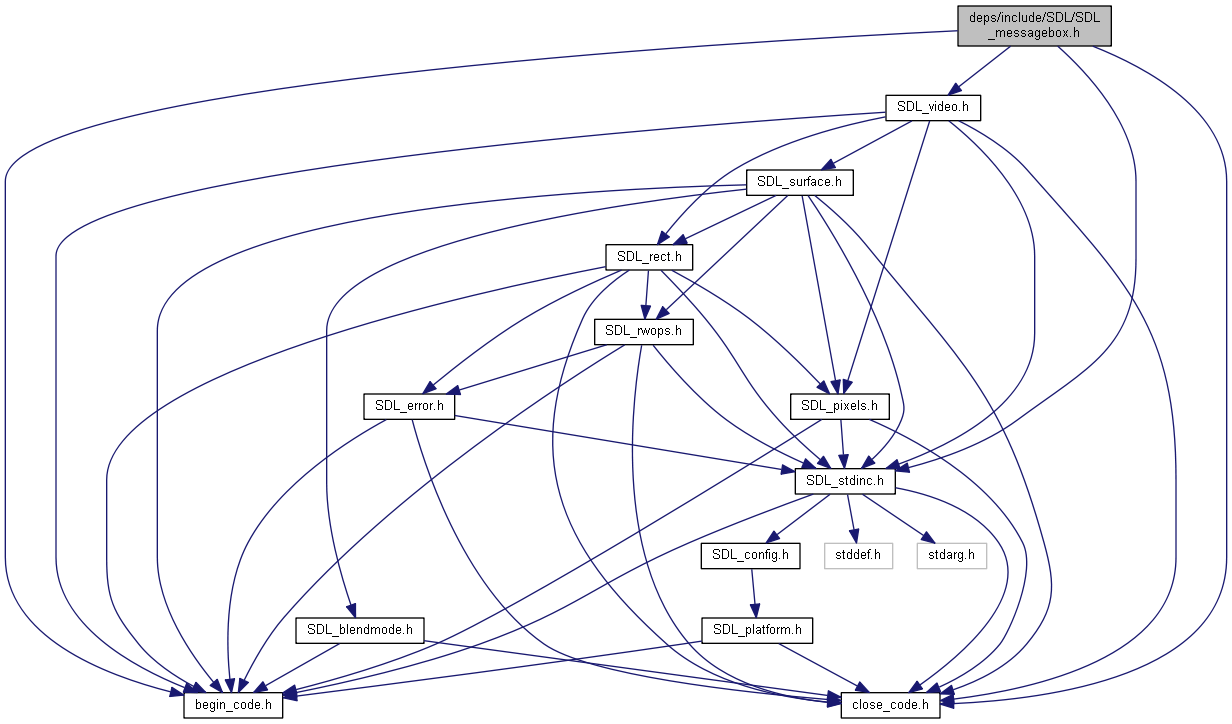 deps/include/SDL/SDL
_messagebox.h
SDL_video.h
SDL_surface.h
SDL_rect.h
SDL_rwops.h
SDL_error.h
SDL_pixels.h
SDL_stdinc.h
SDL_config.h
stddef.h
stdarg.h
SDL_blendmode.h
SDL_platform.h
begin_code.h
close_code.h